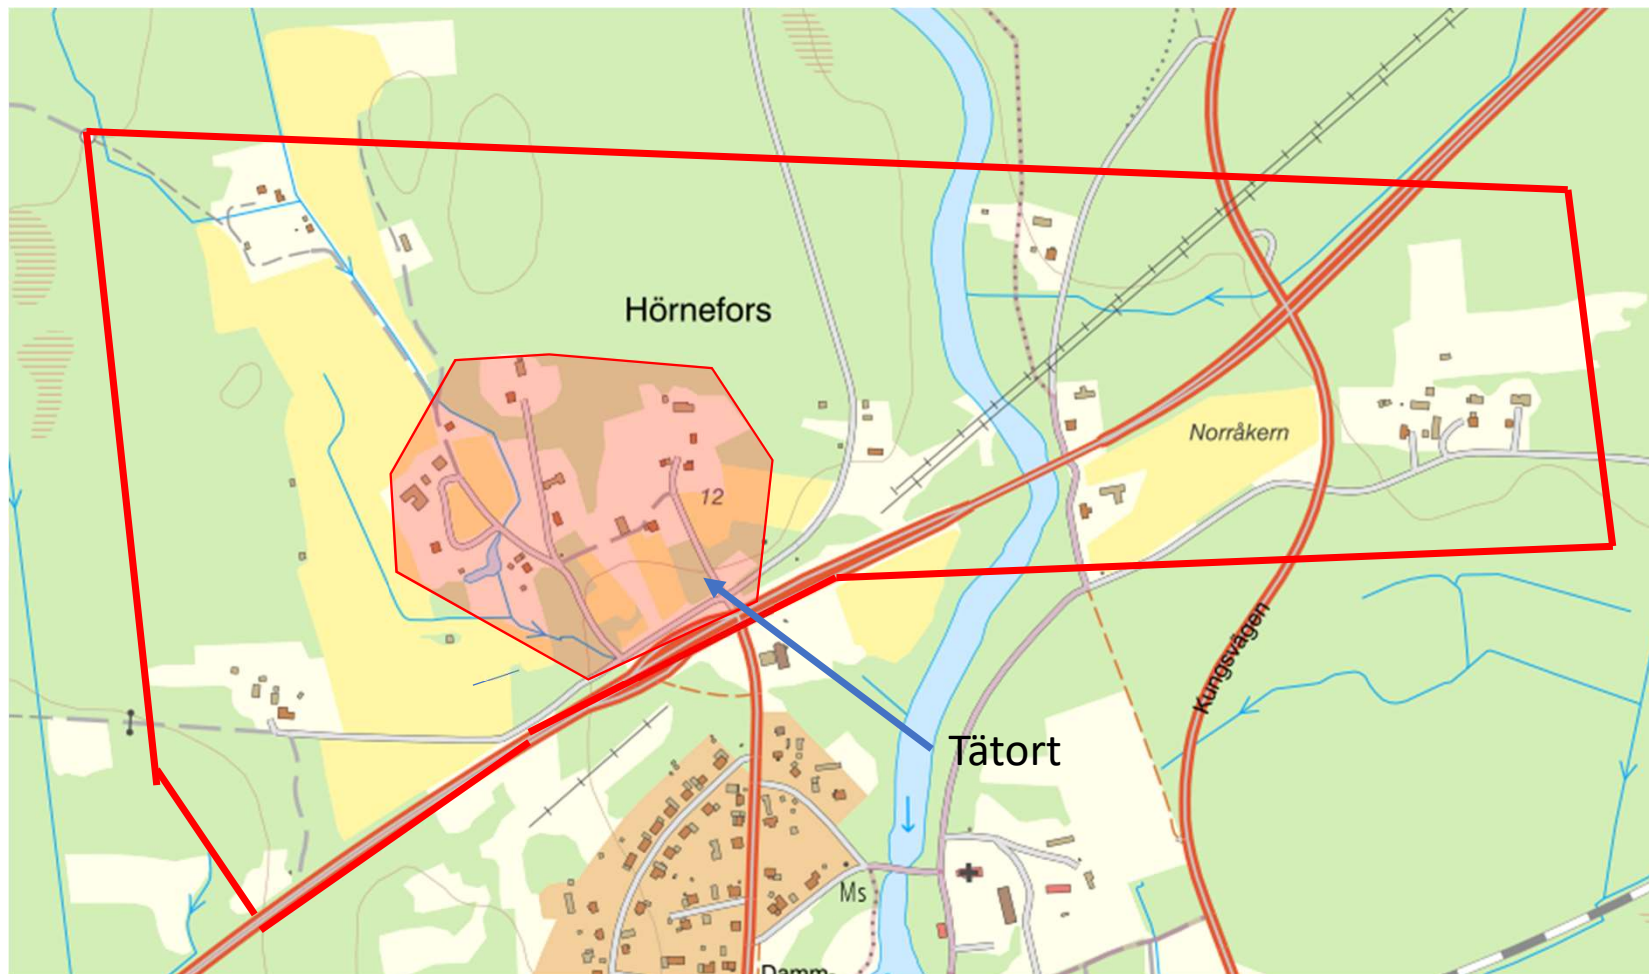 Hörnefors
Norråkern
12
Kungsvägen
Tätort
Ms
Damm-